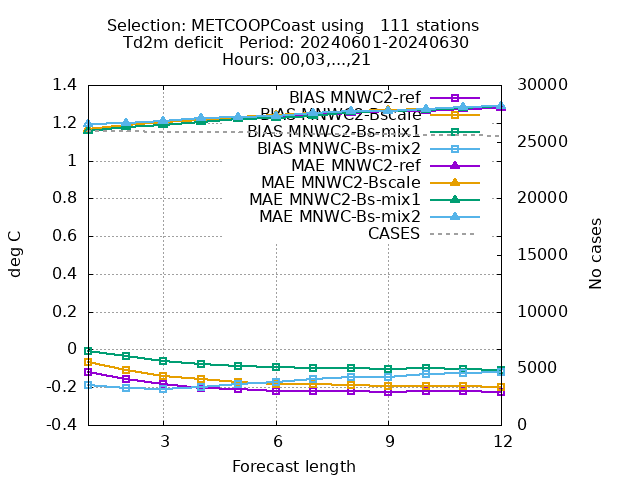 Selection: METCOOPCoast using   111 stations
Td2m deficit   Period: 20240601-20240630
Hours: 00,03,...,21
1.4
1.2
1
0.8
0.6
0.4
0.2
0
-0.2
-0.4
deg C
30000
25000
20000
15000
10000
5000
0
No cases
BIAS MNWC2-ref
BIAS MNWC2-Bscale
BIAS MNWC2-Bs-mix1
BIAS MNWC-Bs-mix2
MAE MNWC2-ref
MAE MNWC2-Bscale
MAE MNWC2-Bs-mix1
MAE MNWC-Bs-mix2
CASES
3 6 9 12
Forecast length